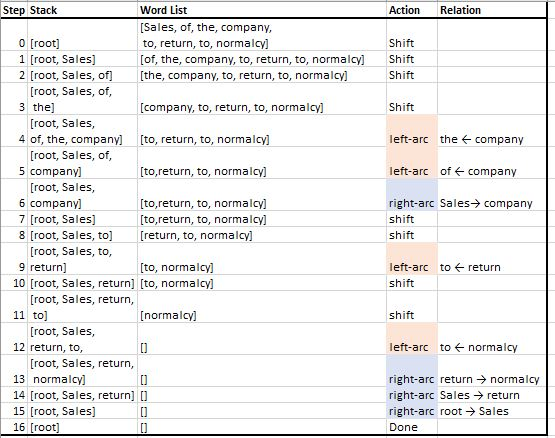 Step Stack Word List Action Relation
[Sales, of, the, company,
0 [root] to, return, to, normalcy] Shift
1 [root, Sales] [of, the, company, to, return, to, normalcy] Shift
2 [root, Sales, of] [the, company, to, return, to, normalcy] Shift
[root, Sales, of,
3 the] [company, to, return, to, normalcy] Shift
[root, Sales,
4 of, the, company] [to, return, to, normalcy] left-arc the ← company
[root, Sales, of,
5 company] [to,return, to, normalcy] left-arc of ← company
[root, Sales,
6 company] [to,return, to, normalcy] right-arc Sales→ company
7 [root, Sales] [to,return, to, normalcy] shift
8 [root, Sales, to] [return, to, normalcy] shift
[root, Sales, to,
9 return] [to, normalcy] left-arc to ← return
10 [root, Sales, return] [to, normalcy] shift
[root, Sales, return,
11 to] [normalcy] shift
[root, Sales,
12 return, to, [] left-arc to ← normalcy
[root, Sales, return,
13 normalcy] [] right-arc return → normalcy
14 [root, Sales, return] [] right-arc Sales → return
15 [root, Sales] [] right-arc root → Sales
16 [root] [] Done